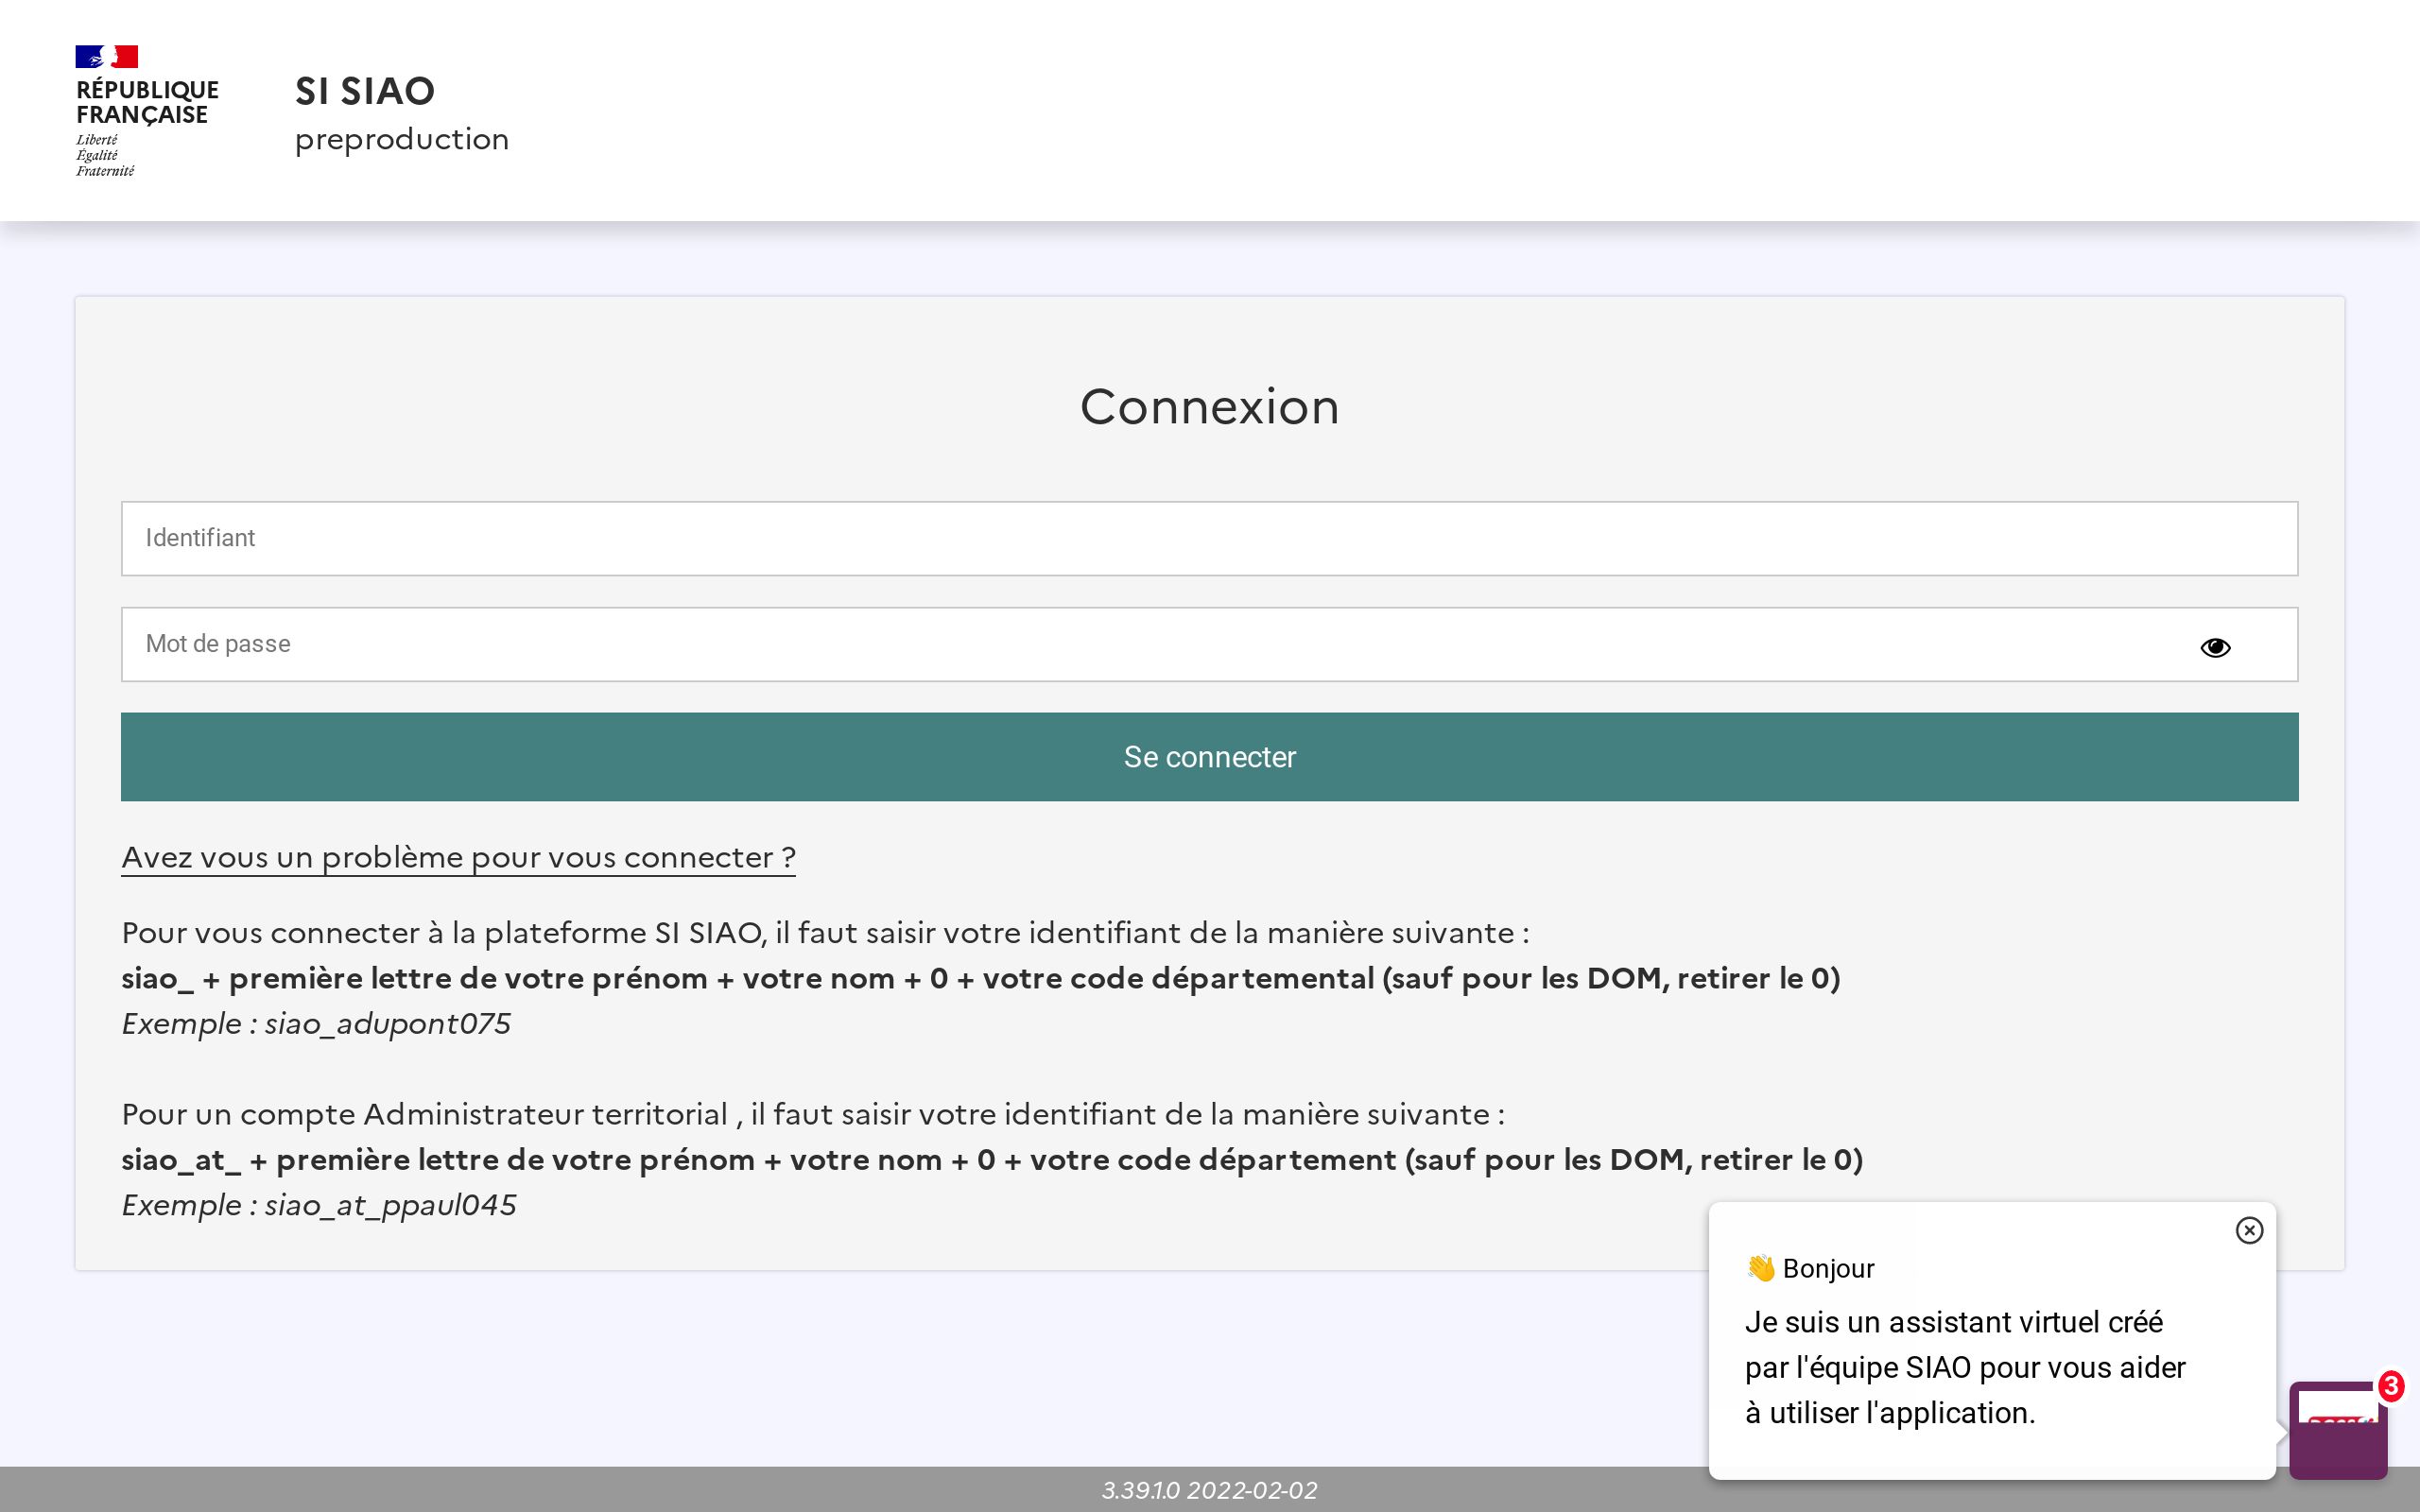 RÉPUBLIQUE
FRANÇAISE
Liberté
Égalité
Fraternité
SI SIAO
preproduction
Connexion
Identifiant
Mot de passe
Se connecter
Avez vous un problème pour vous connecter ?
Pour vous connecter à la plateforme SI SIAO, il faut saisir votre identifiant de la manière suivante :
siao_ + première lettre de votre prénom + votre nom + 0 + votre code départemental (sauf pour les DOM, retirer le 0)
Exemple : siao_adupont075
Pour un compte Administrateur territorial , il faut saisir votre identifiant de la manière suivante :
siao_at_ + première lettre de votre prénom + votre nom + 0 + votre code département (sauf pour les DOM, retirer le 0)
Exemple : siao_at_ppaul045
👋 Bonjour
Je suis un assistant virtuel créé
par l'équipe SIAO pour vous aider
à utiliser l'application.
3
3.39.1.0 2022-02-02